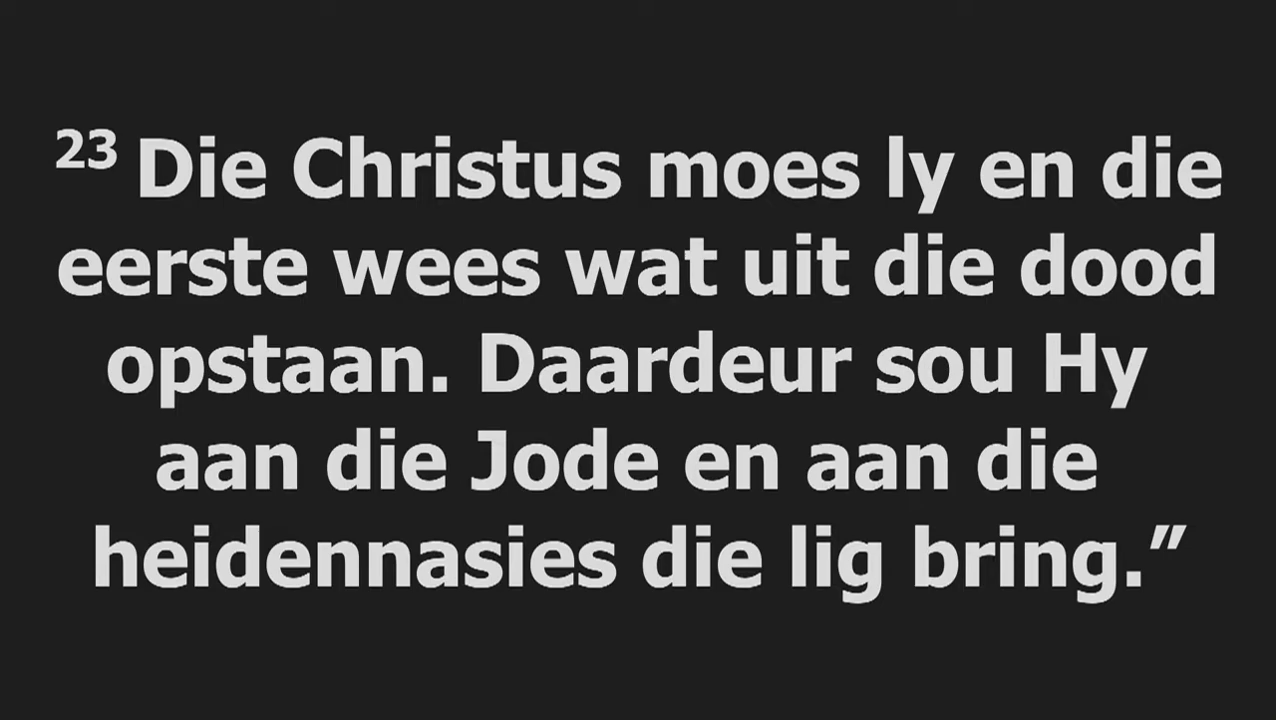 23 Die Christus moes ly en die
eerste wees wat uit die dood
opstaan. Daardeur sou Hy
aan die Jode en aan die
heidennasies die lig bring.”